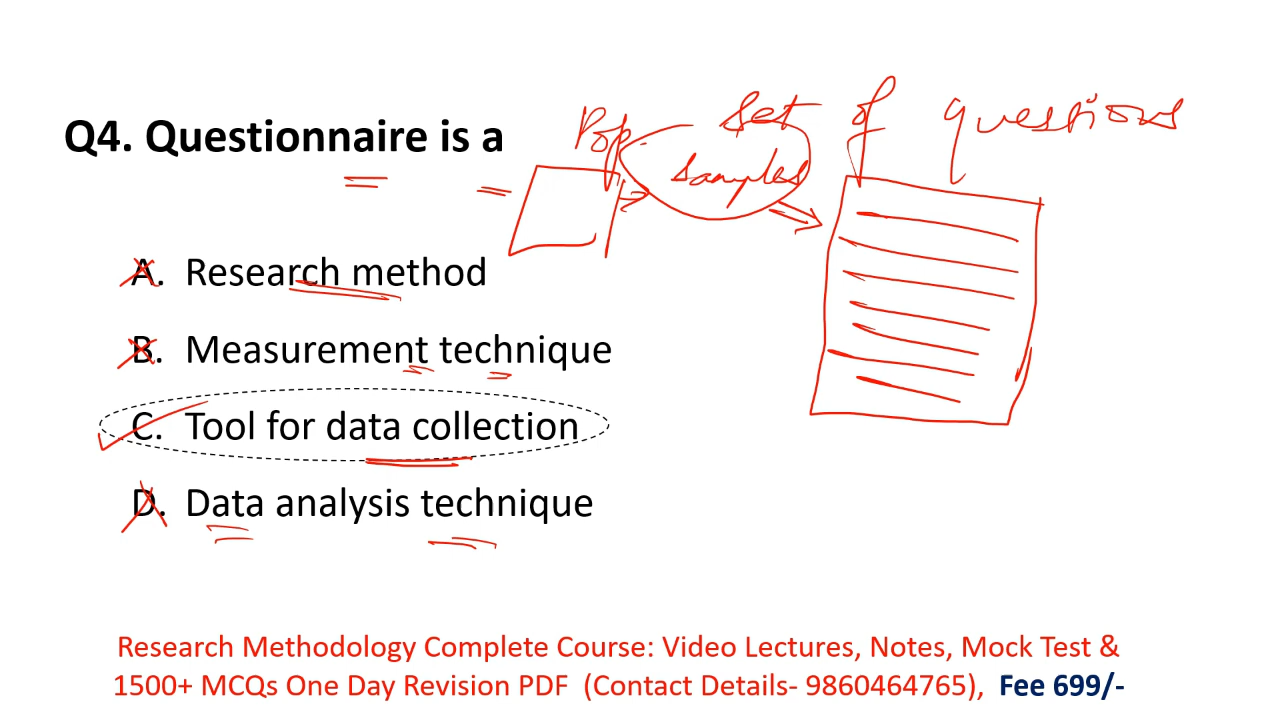 Set of questions
Pop.
Q4. Questionnaire is a
samples
A. Research method
B. Measurement technique
C. Tool for data collection
D. Data analysis technique
Research Methodology Complete Course: Video Lectures, Notes, Mock Test &
1500+ MCQs One Day Revision PDF (Contact Details- 9860464765), Fee 699/-